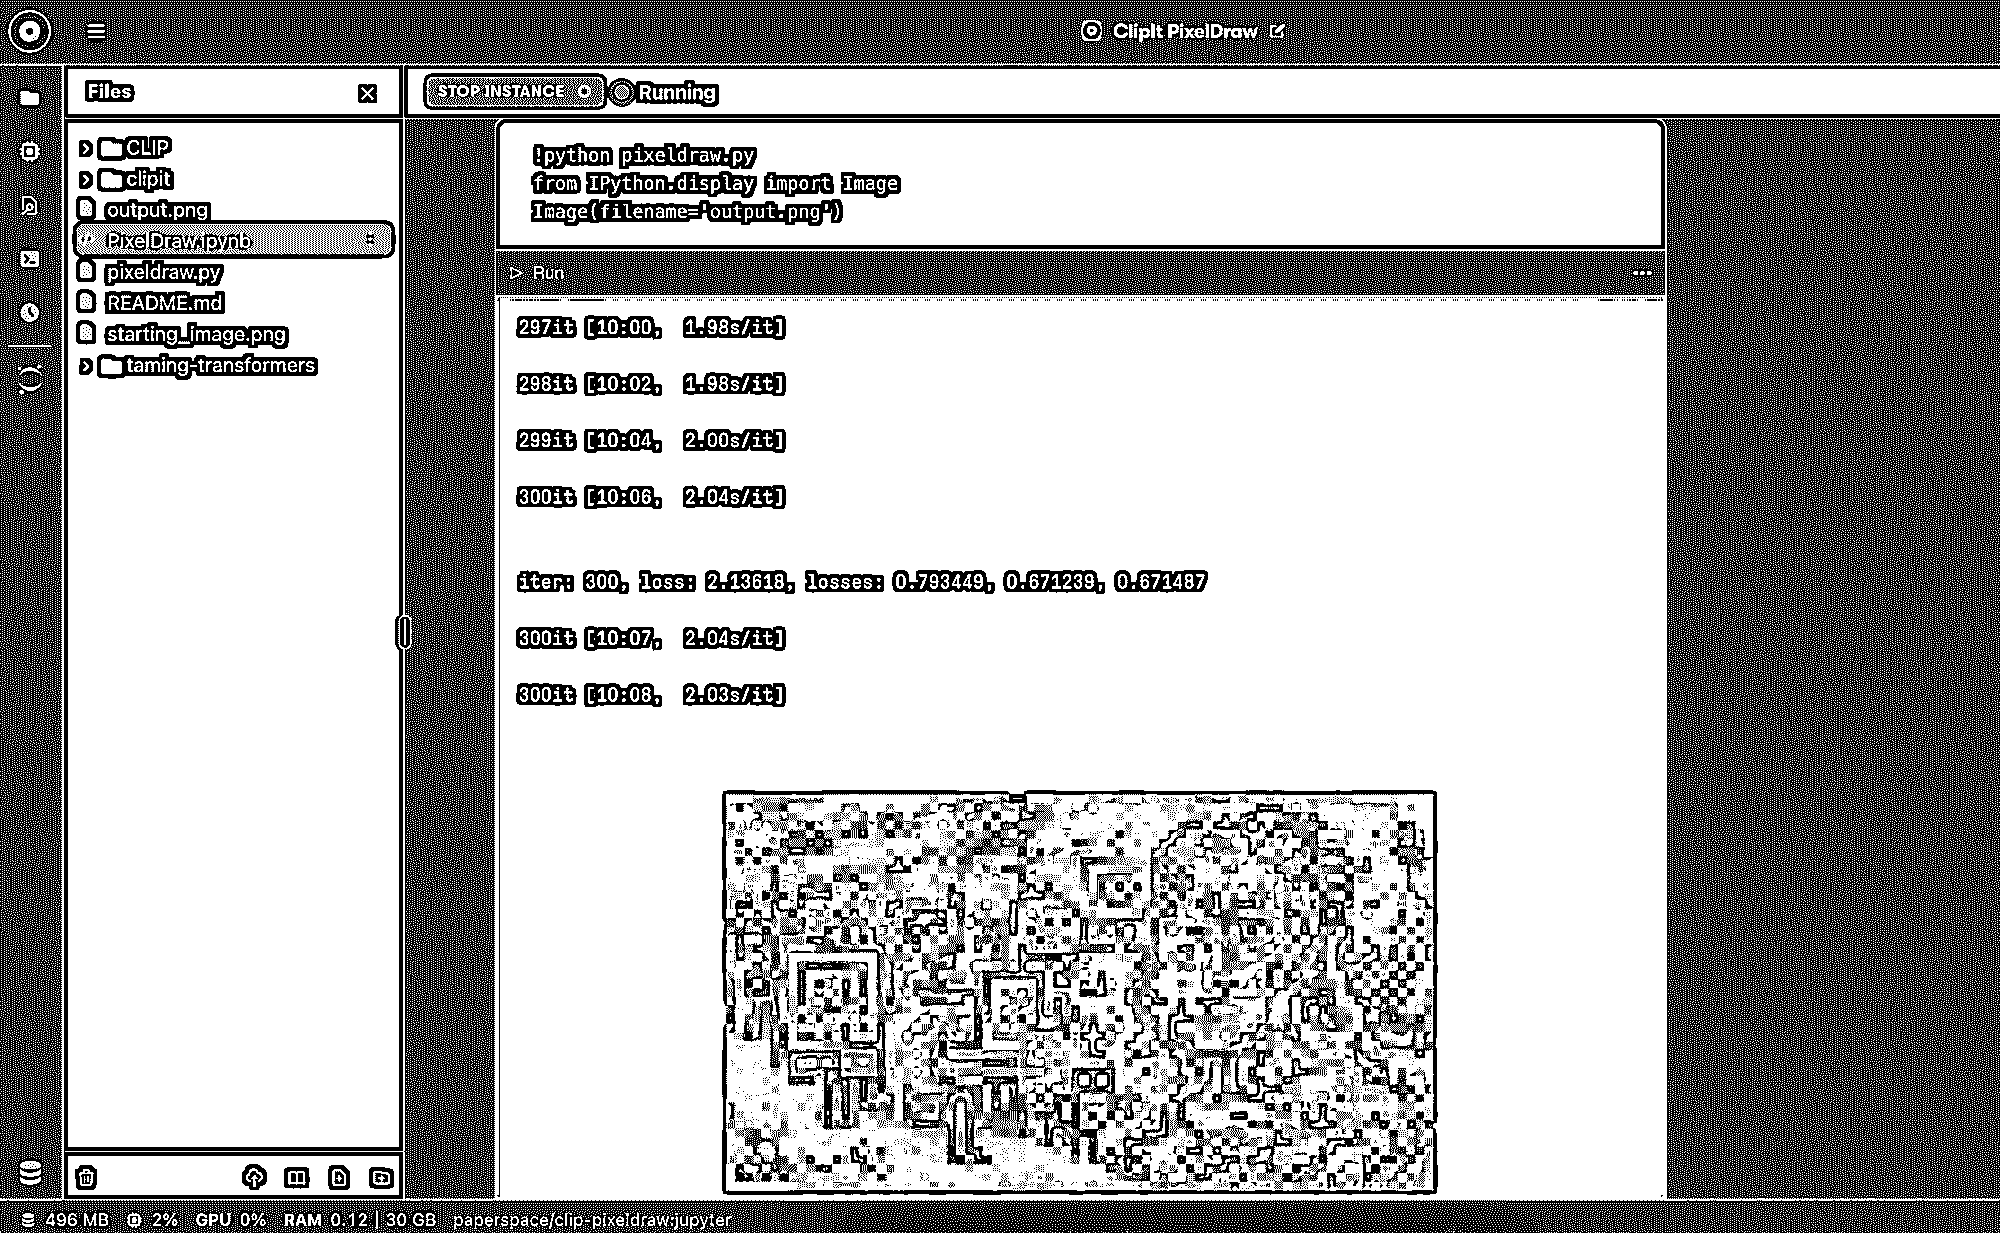 ClipIt PixelDraw
Files
STOP INSTANCE
Running
CLIP
clipit
output.png
PixelDraw.ipynb
pixeldraw.py
README.md
starting_image.png
taming-transformers
!python pixeldraw.py
from IPython.display import Image
Image(filename='output.png')
Run
297it [10:00,  1.98s/it]
298it [10:02,  1.98s/it]
299it [10:04,  2.00s/it]
300it [10:06,  2.04s/it]
iter: 300, loss: 2.13618, losses: 0.793449, 0.671239, 0.671487
300it [10:07,  2.04s/it]
300it [10:08,  2.03s/it]
496 MB 2% GPU 0% RAM 0.12 | 30 GB paperspace/clip-pixeldraw:jupyter